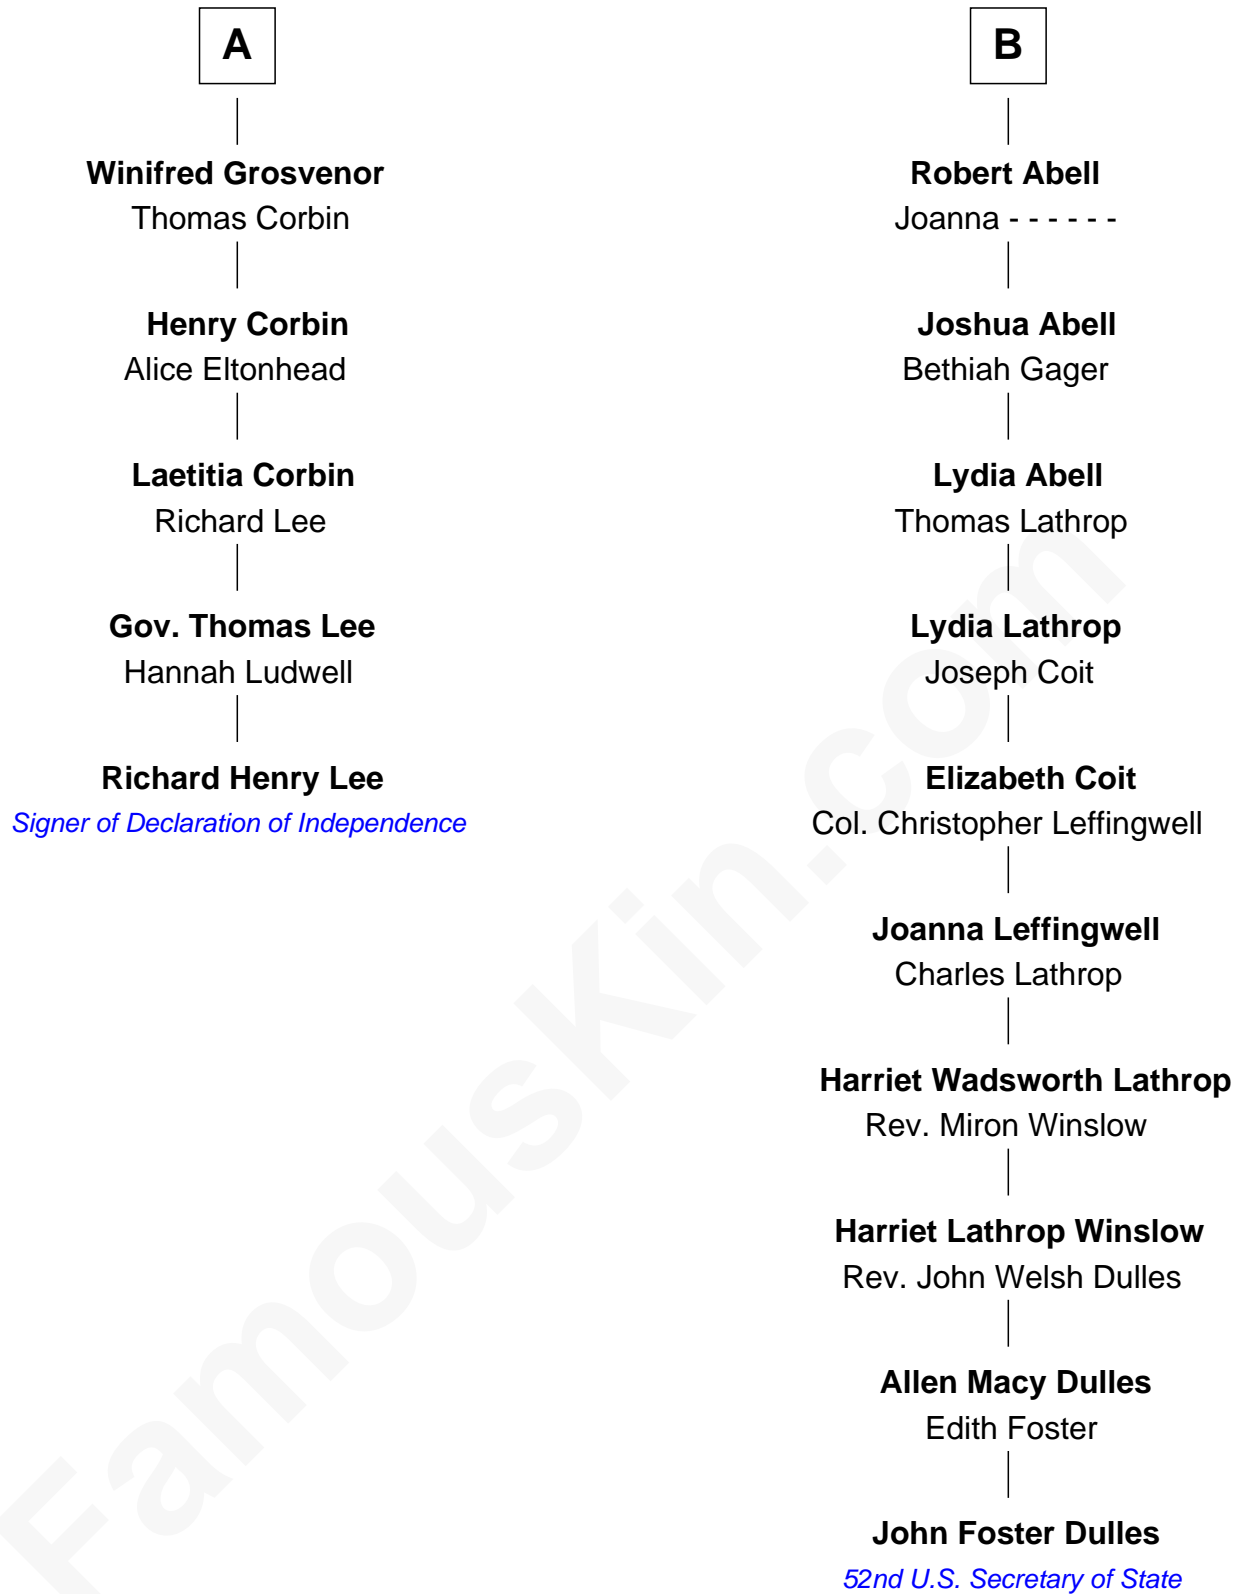 A
Winifred Grosvenor
Thomas Corbin
Henry Corbin
Alice Eltonhead
Laetitia Corbin
Richard Lee
Gov. Thomas Lee
Hannah Ludwell
Richard Henry Lee
Signer of Declaration of Independence
B
Robert Abell
Joanna - - - - - -
Joshua Abell
Bethiah Gager
Lydia Abell
Thomas Lathrop
Lydia Lathrop
Joseph Coit
Elizabeth Coit
Col. Christopher Leffingwell
Joanna Leffingwell
Charles Lathrop
Harriet Wadsworth Lathrop
Rev. Miron Winslow
Harriet Lathrop Winslow
Rev. John Welsh Dulles
Allen Macy Dulles
Edith Foster
John Foster Dulles
52nd U.S. Secretary of State
FamousKin.com